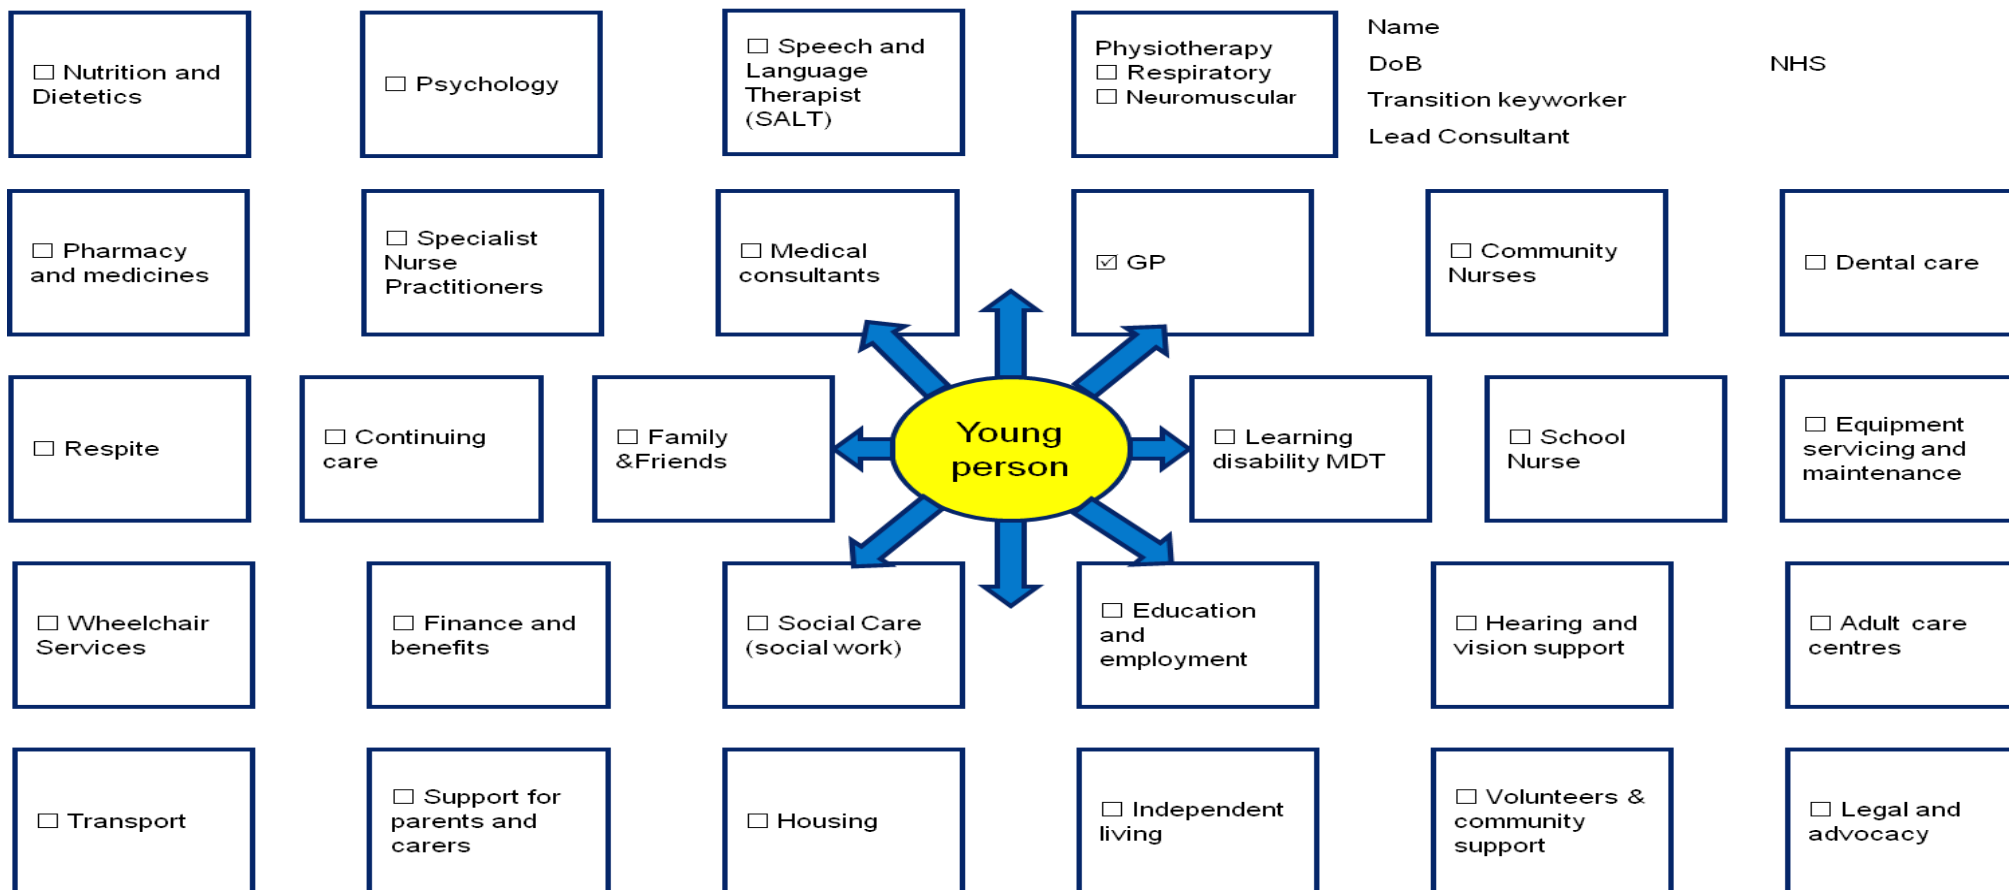 ☐ Nutrition and
Dietetics
☐ Psychology
☐ Speech and
Language
Therapist
(SALT)
Physiotherapy
☐ Respiratory
☐ Neuromuscular
Name
DoB
NHS
Transition keyworker
Lead Consultant
☐ Pharmacy
and medicines
☐ Specialist
Nurse
Practitioners
☐ Medical
consultants
☑ GP
☐ Community
Nurses
☐ Dental care
☐ Respite
☐ Continuing
care
☐ Family
&Friends
Young
person
☐ Learning
disability MDT
☐ School
Nurse
☐ Equipment
servicing and
maintenance
☐ Wheelchair
Services
☐ Finance and
benefits
☐ Social Care
(social work)
☐ Education
and
employment
☐ Hearing and
vision support
☐ Adult care
centres
☐ Transport
☐ Support for
parents and
carers
☐ Housing
☐ Independent
living
☐ Volunteers &
community
support
☐ Legal and
advocacy